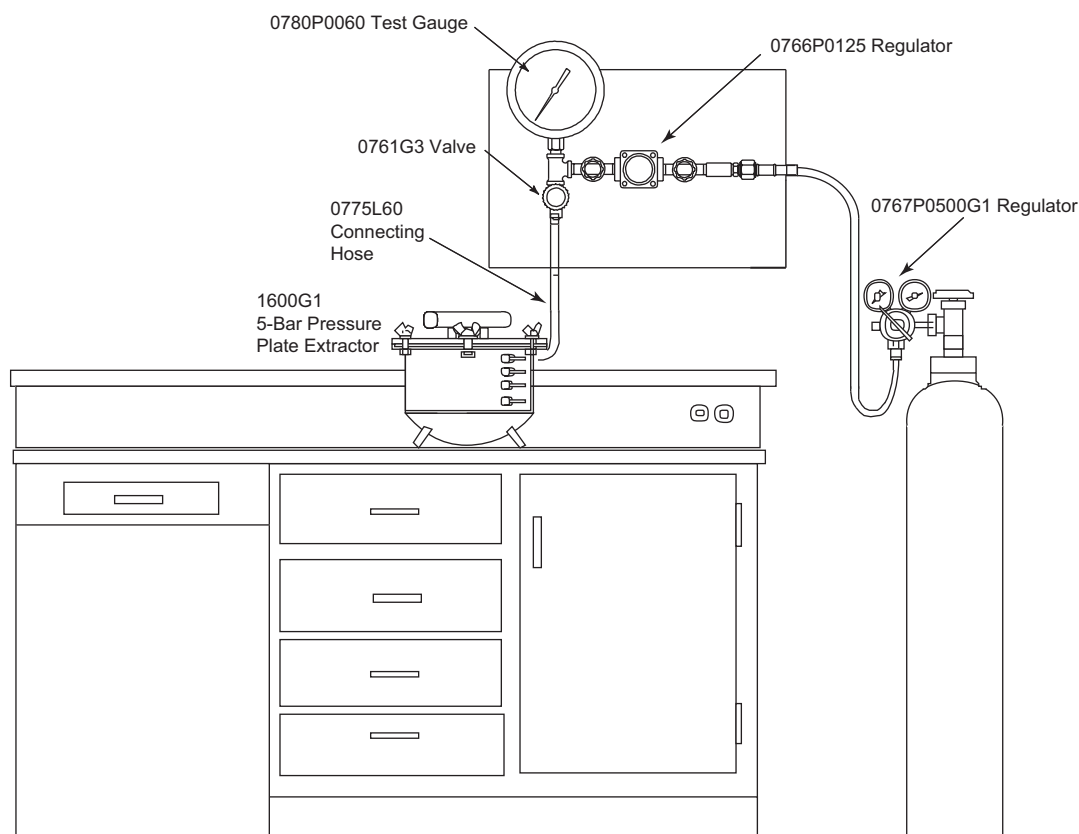 0780P0060 Test Gauge
0766P0125 Regulator
0761G3 Valve
0775L60
Connecting
Hose
0767P0500G1 Regulator
1600G1
5-Bar Pressure
Plate Extractor